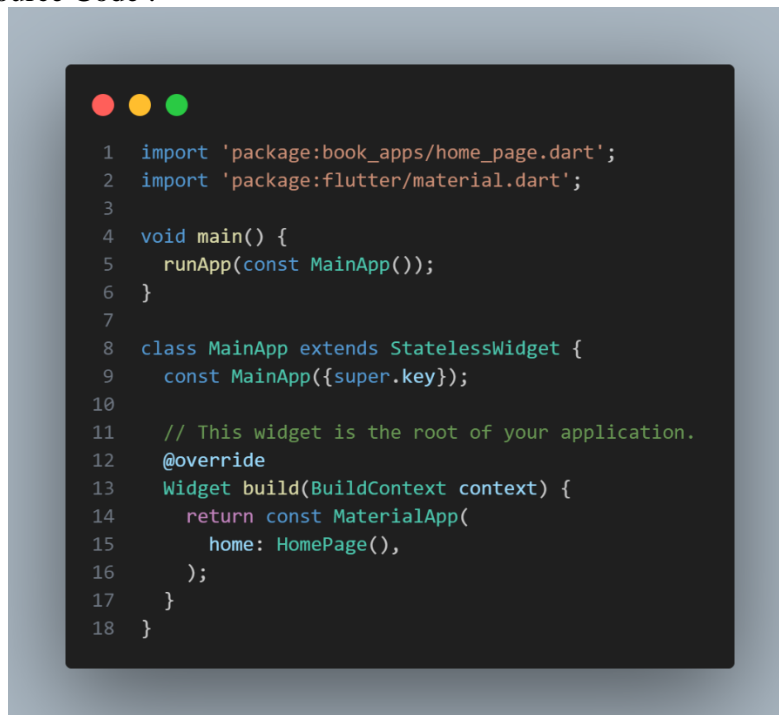 1 import 'package:book_apps/home_page.dart';
2 import 'package:flutter/material.dart';
3
4 void main() {
5   runApp(const MainApp());
6 }
7
8 class MainApp extends StatelessWidget {
9   const MainApp({super.key});
10
11   // This widget is the root of your application.
12   @override
13   Widget build(BuildContext context) {
14     return const MaterialApp(
15       home: HomePage(),
16     );
17   }
18 }